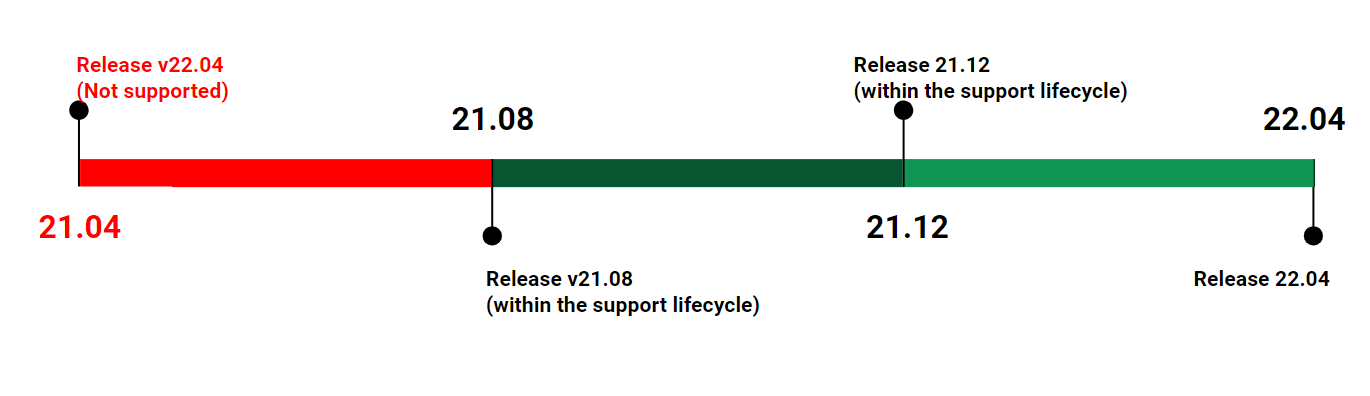 Release v22.04
(Not supported)
21.04
21.08
Release v21.08
(within the support lifecycle)
Release 21.12
(within the support lifecycle)
21.12
22.04
Release 22.04